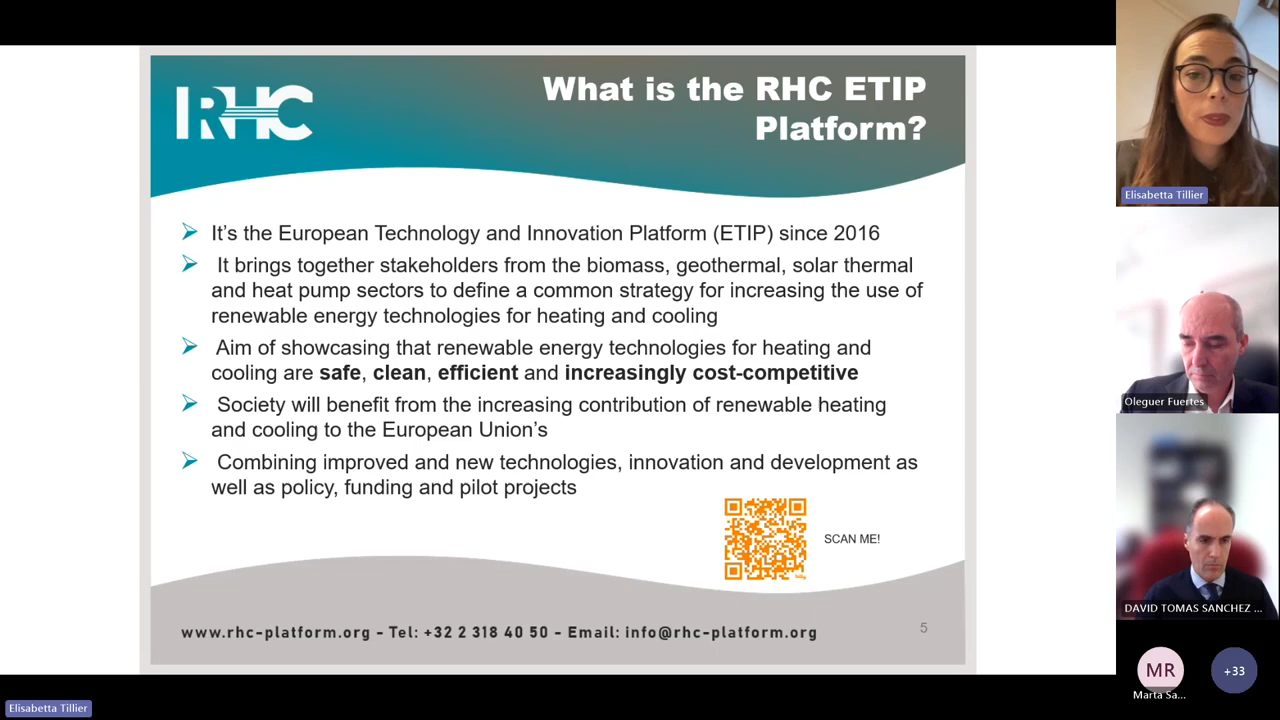 RHC
What is the RHC ETIP
Platform?
It's the European Technology and Innovation Platform (ETIP) since 2016
It brings together stakeholders from the biomass, geothermal, solar thermal
and heat pump sectors to define a common strategy for increasing the use of
renewable energy technologies for heating and cooling
Aim of showcasing that renewable energy technologies for heating and
cooling are safe, clean, efficient and increasingly cost-competitive
Society will benefit from the increasing contribution of renewable heating
and cooling to the European Union's
Combining improved and new technologies, innovation and development as
well as policy, funding and pilot projects
SCAN ME!
www.rhc-platform.org - Tel: +32 2 318 40 50 - Email: info@rhc-platform.org
5
Elisabetta Tillier
Oleguer Fuertes
DAVID TOMAS SANCHEZ ...
MR
+33
Marta Sa...
Elisabetta Tillier